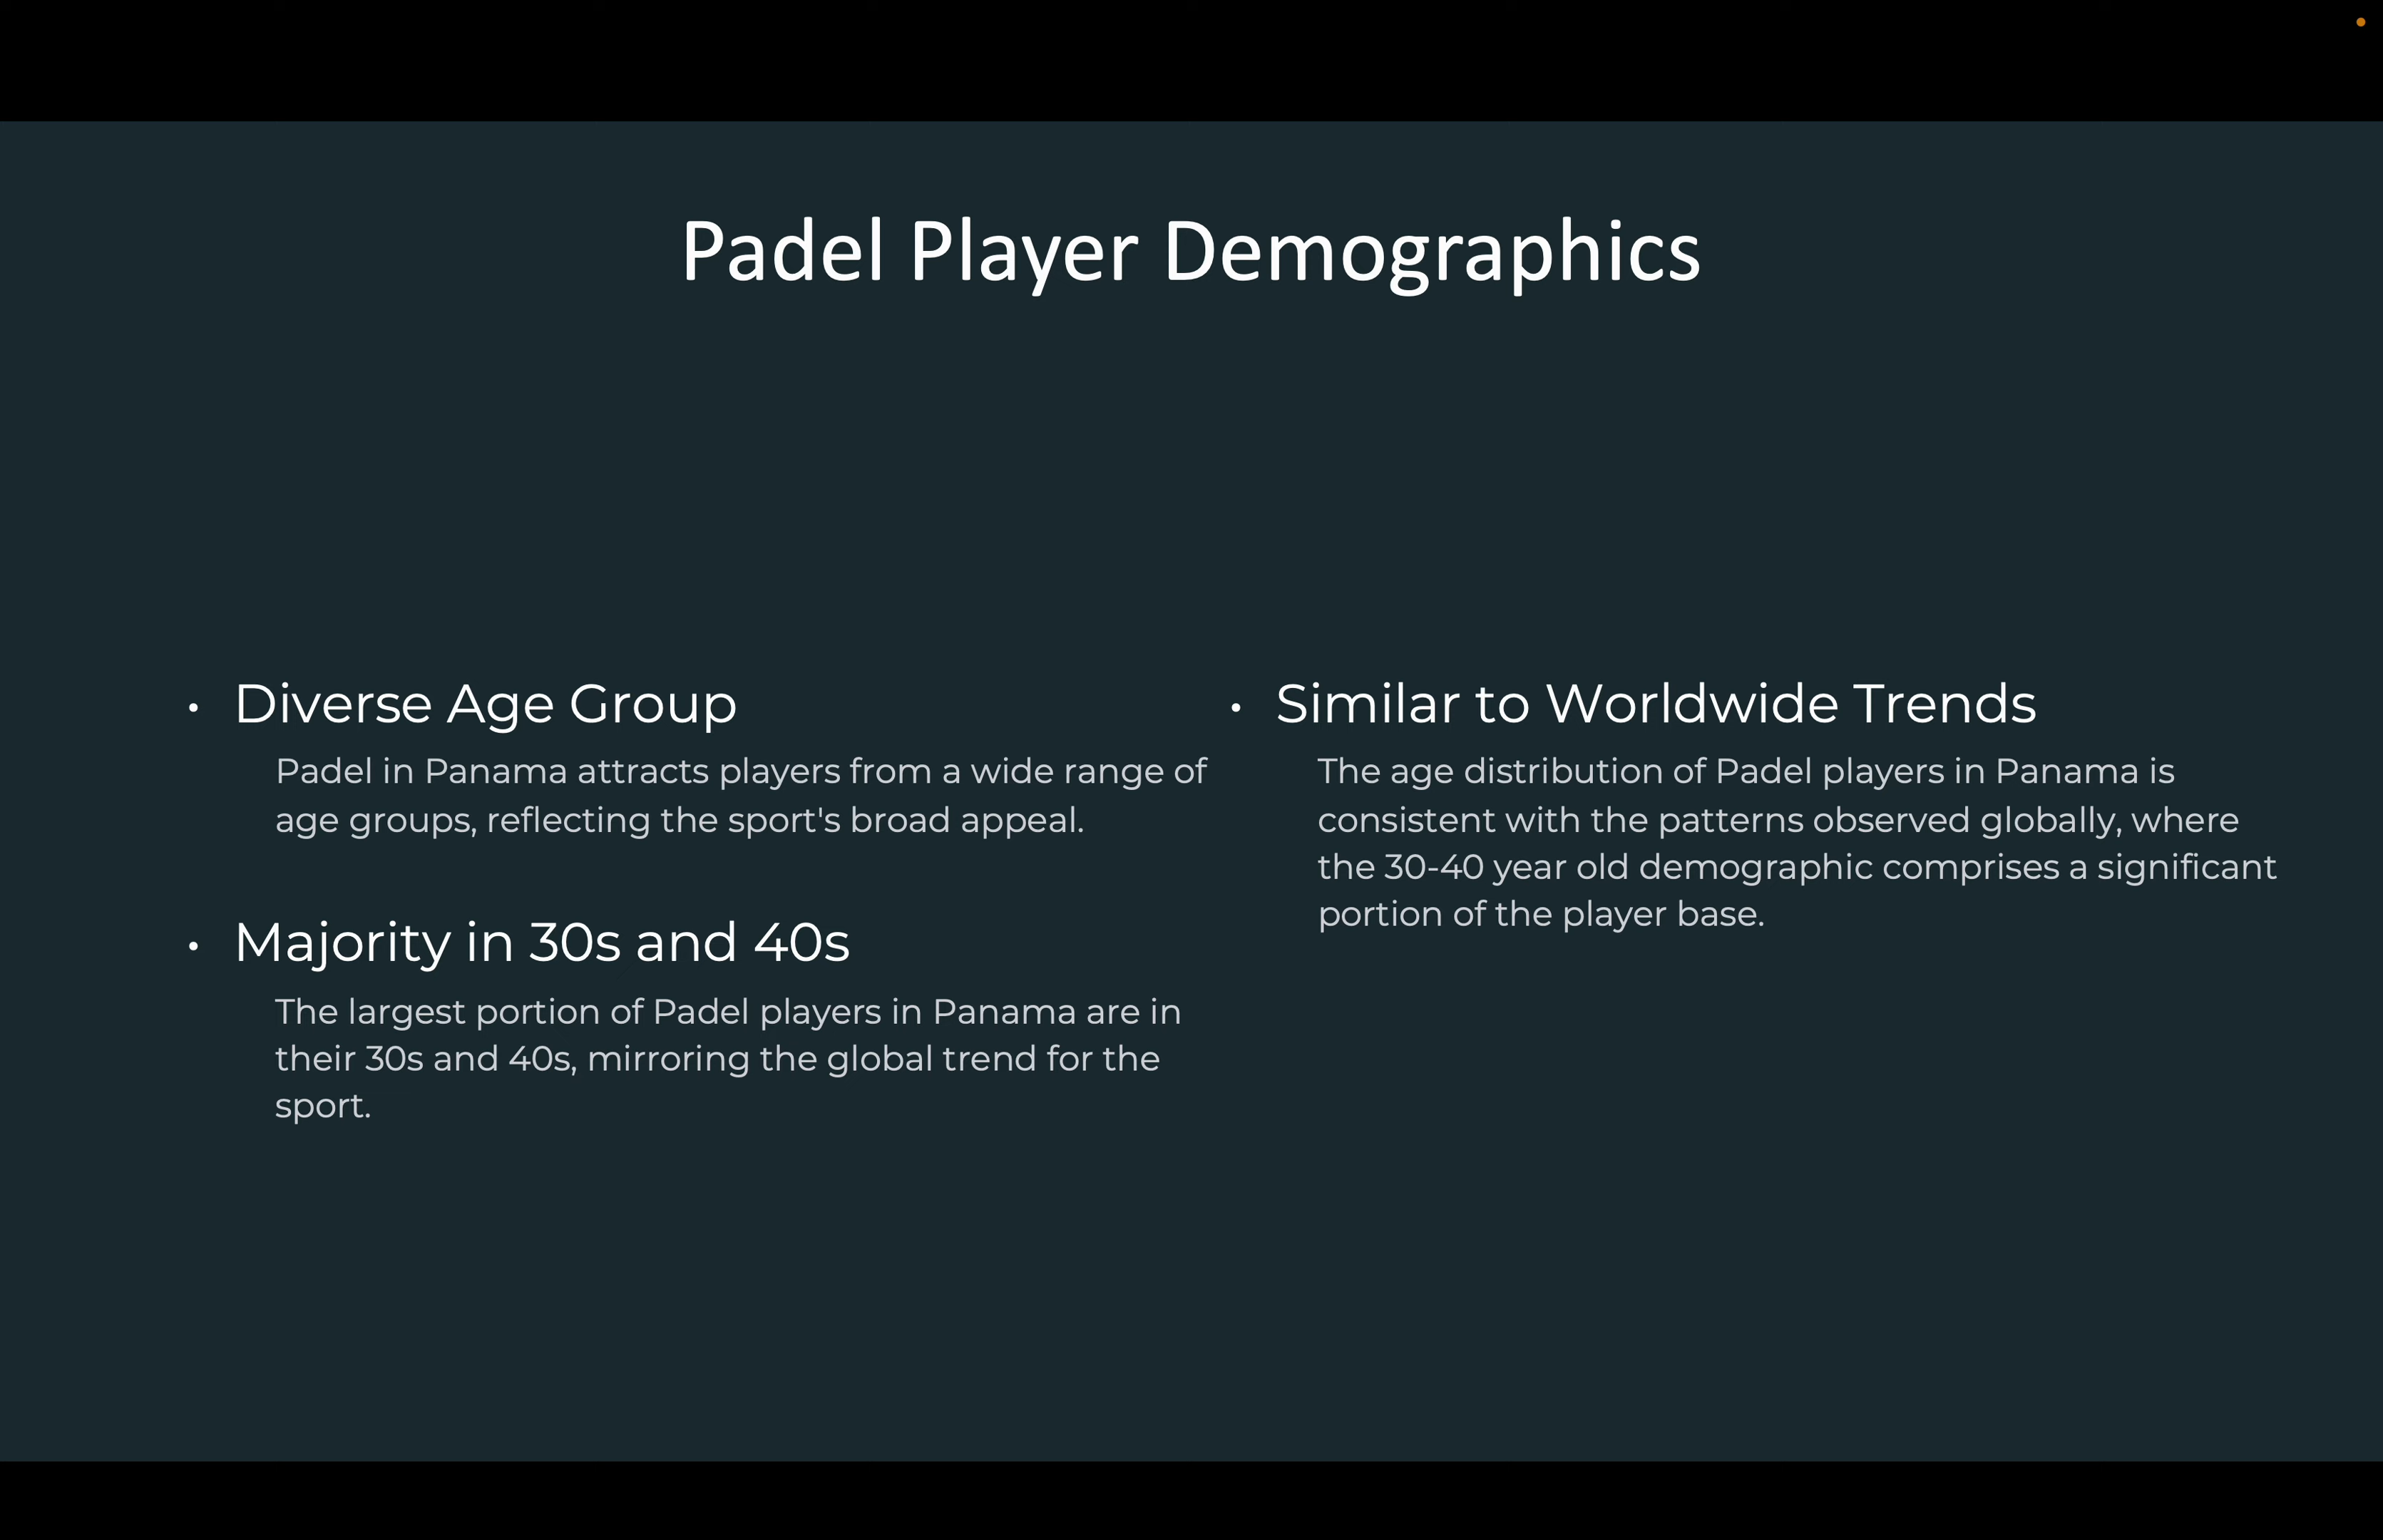 Padel Player Demographics
• Diverse Age Group
Padel in Panama attracts players from a wide range of
age groups, reflecting the sport's broad appeal.
• Majority in 30s and 40s
The largest portion of Padel players in Panama are in
their 30s and 40s, mirroring the global trend for the
sport.
• Similar to Worldwide Trends
The age distribution of Padel players in Panama is
consistent with the patterns observed globally, where
the 30-40 year old demographic comprises a significant
portion of the player base.